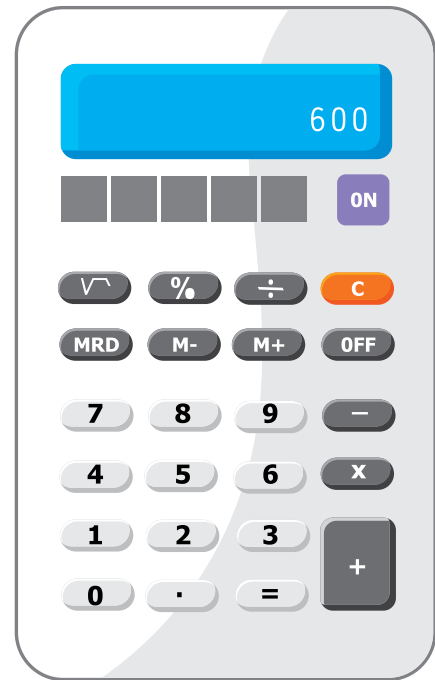 600
ON
√ % ÷ C
MRD M- M+ OFF
7 8 9 −
4 5 6 X
1 2 3
+
0 . =